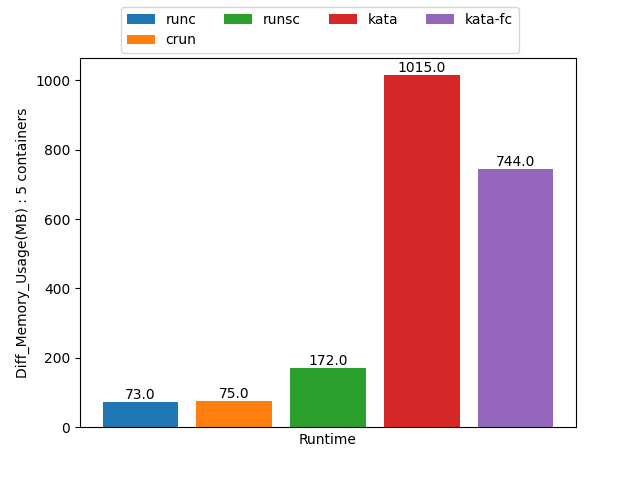 runc runsc kata kata-fc
crun
Diff_Memory_Usage(MB) : 5 containers
1000
800
600
400
200
0
73.0
75.0
172.0
1015.0
744.0
Runtime